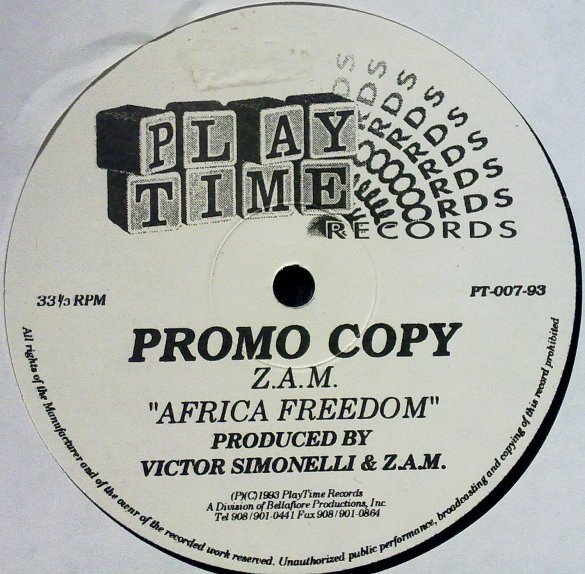 PLAY
TIME
RECORDS
RDS
RDS
RDS
RDS
RDS
RDS
33⅓ RPM
PT-007-93
PROMO COPY
Z.A.M.
"AFRICA FREEDOM"
PRODUCED BY
VICTOR SIMONELLI & Z.A.M.
(P)(C)1993 PlayTime Records
A Division of Bellafiore Productions, Inc.
Tel 908/901-0441 Fax 908/901-0864
All rights of the Manufacturer and of the owner of the recorded work reserved. Unauthorized public performance, broadcasting and copying of this record prohibited